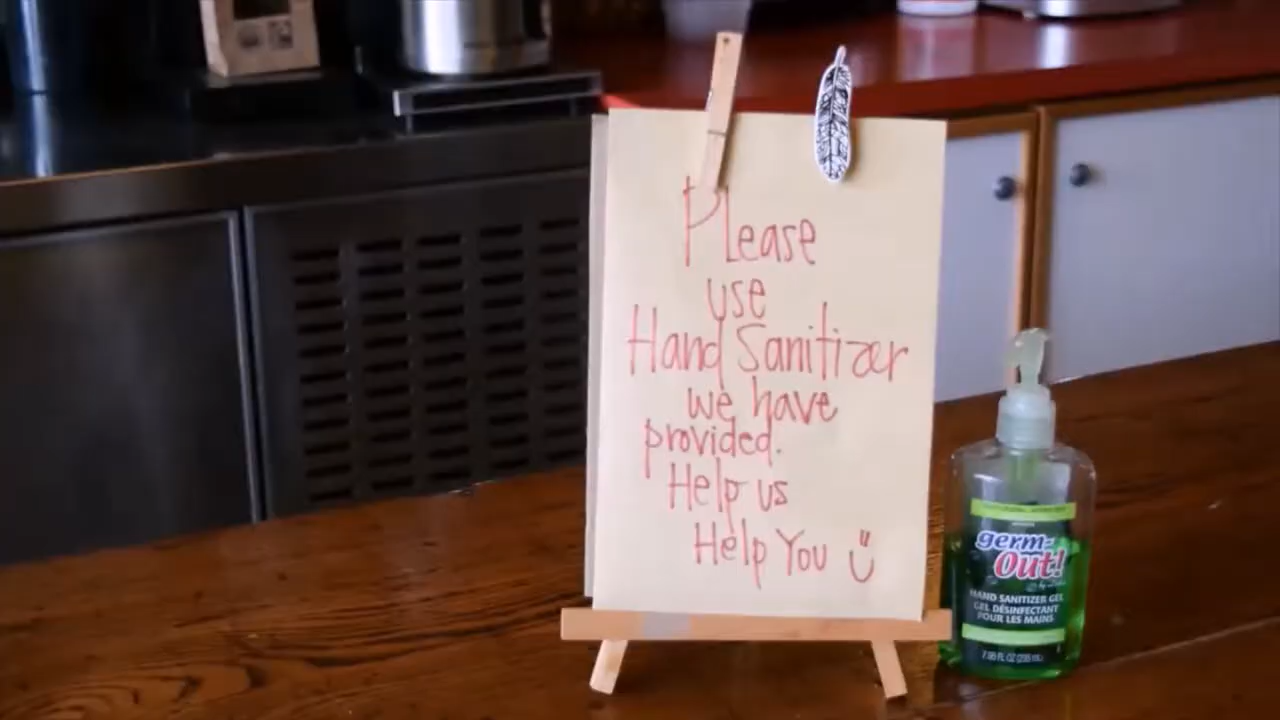 Please
use
Hand Sanitizer
we have
provided.
Help us
Help You
germ-
Out!
HAND SANITIZER GEL
GEL DÉSINFECTANT
POUR LES MAINS